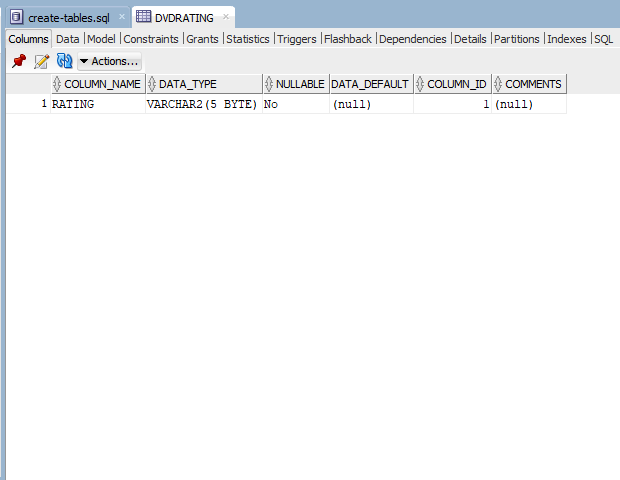 create-tables.sql DVDRATING
Columns Data Model Constraints Grants Statistics Triggers Flashback Dependencies Details Partitions Indexes SQL
Actions...
COLUMN_NAME DATA_TYPE NULLABLE DATA_DEFAULT COLUMN_ID COMMENTS
1 RATING VARCHAR2(5 BYTE) No (null) 1 (null)